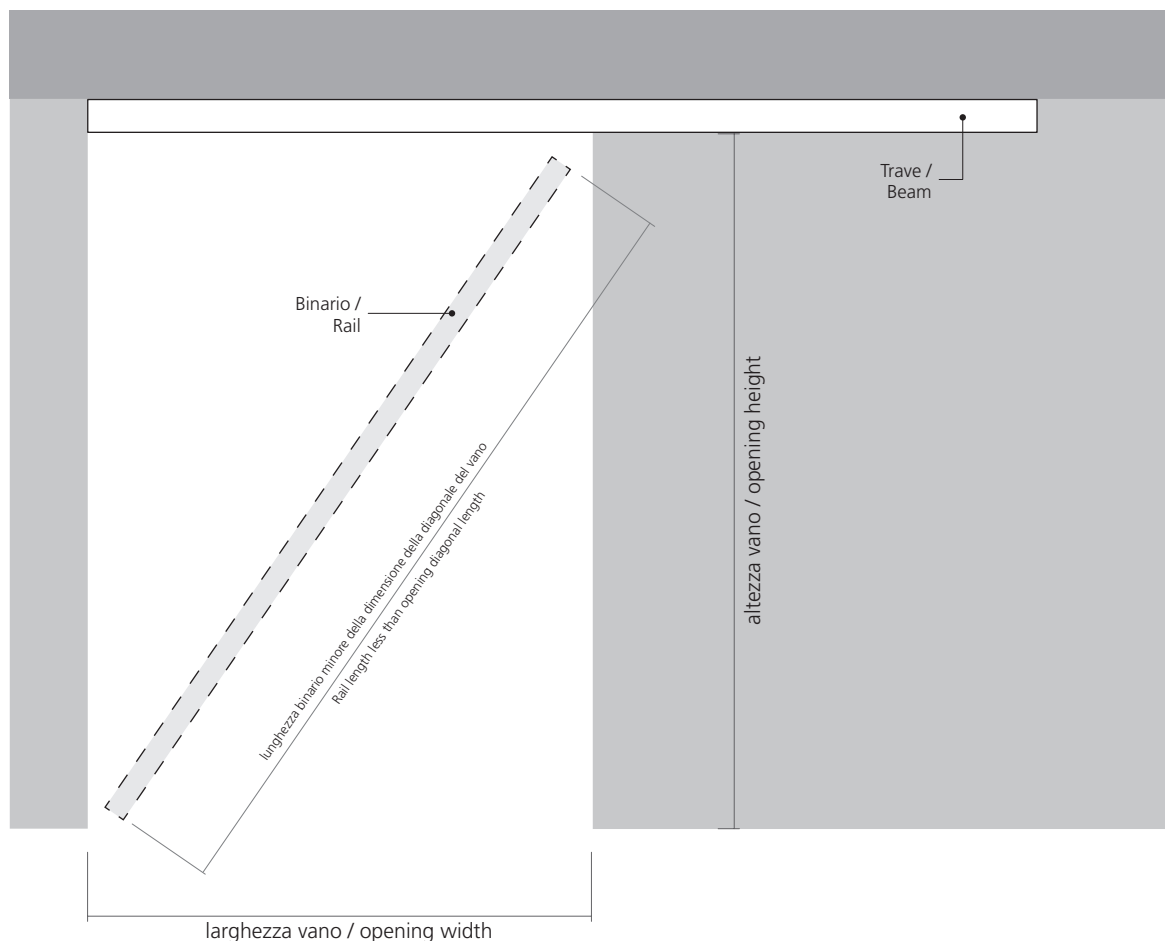 Trave /
Beam
Binario /
Rail
altezza vano / opening height
lunghezza binario minore della dimensione della diagonale del vano
Rail length less than opening diagonal length
larghezza vano / opening width